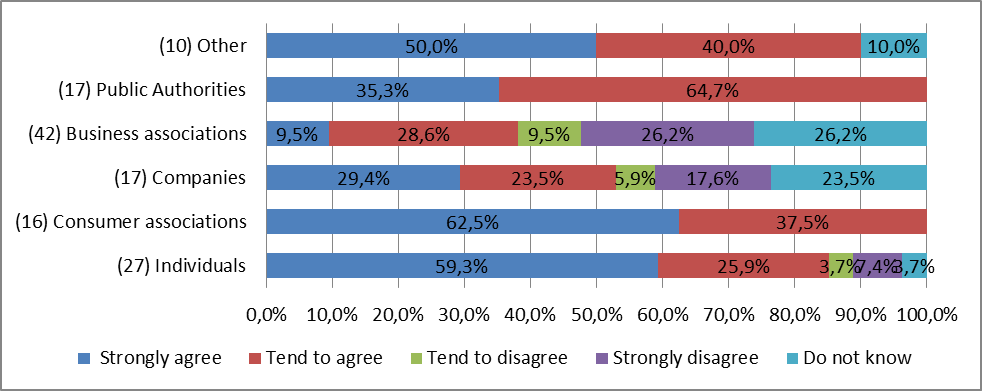 (10) Other 50,0% 40,0% 10,0%
(17) Public Authorities 35,3% 64,7%
(42) Business associations 9,5% 28,6% 9,5% 26,2% 26,2%
(17) Companies 29,4% 23,5% 5,9% 17,6% 23,5%
(16) Consumer associations 62,5% 37,5%
(27) Individuals 59,3% 25,9% 3,7% 7,4% 3,7%
0,0% 10,0% 20,0% 30,0% 40,0% 50,0% 60,0% 70,0% 80,0% 90,0% 100,0%
Strongly agree Tend to agree Tend to disagree Strongly disagree Do not know